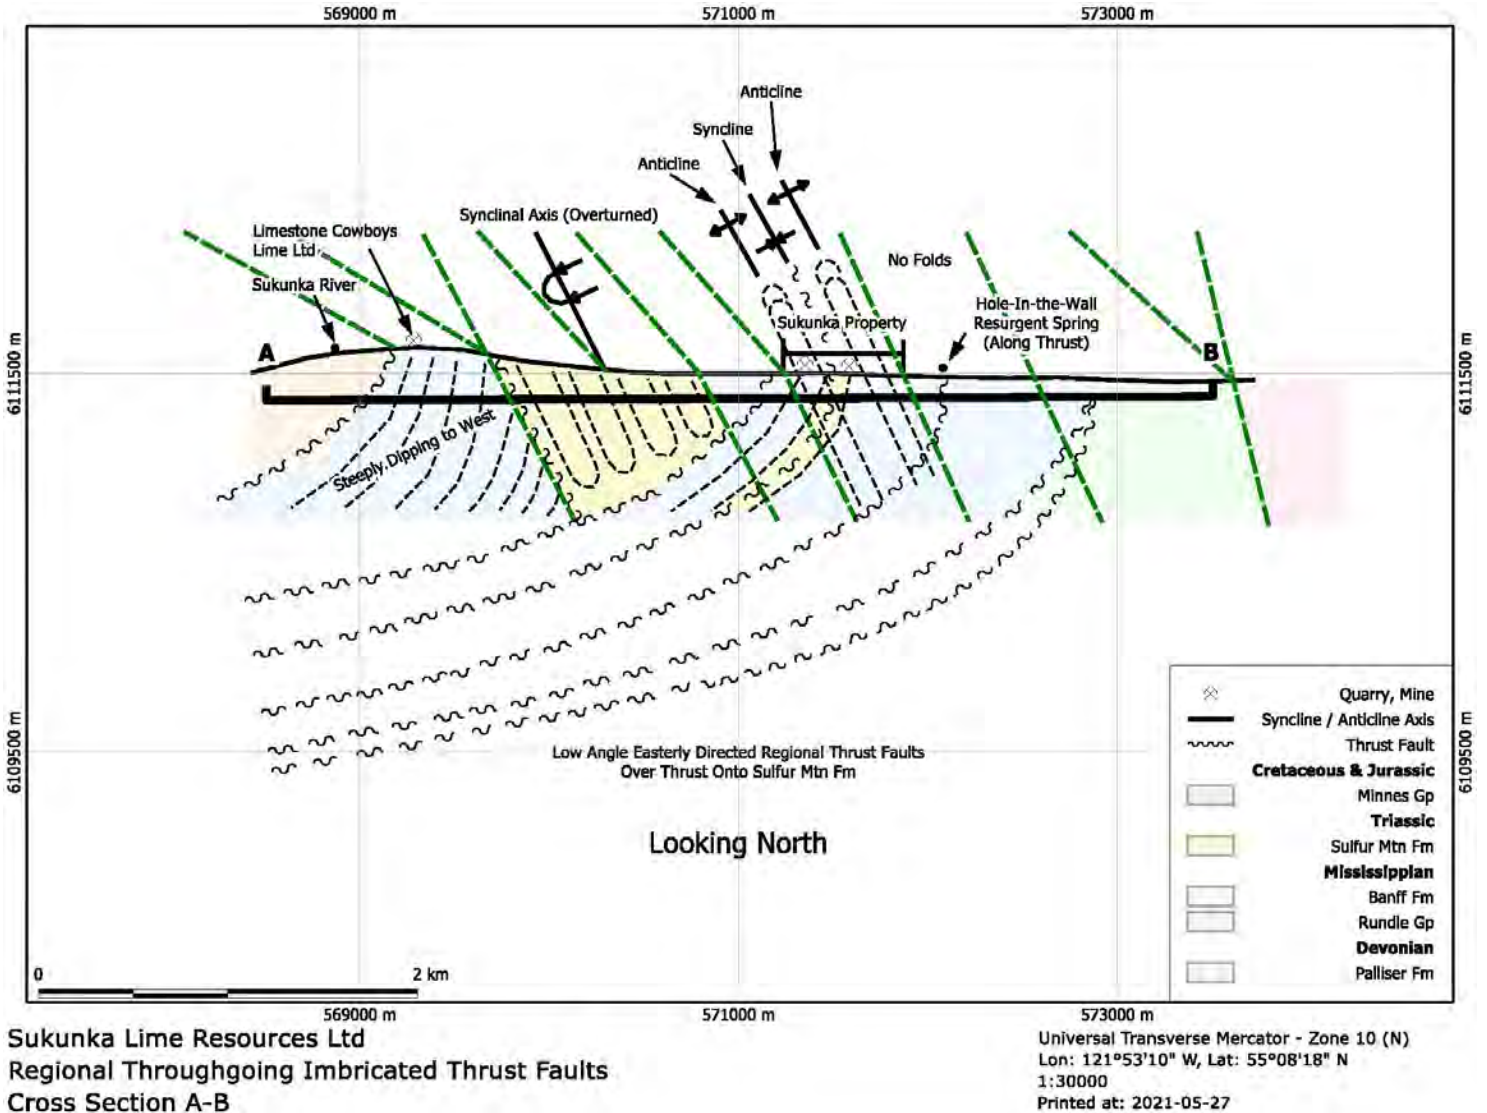 569000 m
571000 m
573000 m
Anticline
Syncline
Anticline
Synclinal Axis (Overturned)
Limestone Cowboys
Lime Ltd
Sukunka River
No Folds
Hole-In-the-Wall
Resurgent Spring
(Along Thrust)
Sukunka Property
A
B
6111500 m
6111500 m
Steeply Dipping to West
6109500 m
6109500 m
Low Angle Easterly Directed Regional Thrust Faults
Over Thrust Onto Sulfur Mtn Fm
Looking North
Quarry, Mine
Syncline / Anticline Axis
Thrust Fault
Cretaceous & Jurassic
Minnes Gp
Triassic
Sulfur Mtn Fm
Mississippian
Banff Fm
Rundle Gp
Devonian
Palliser Fm
0
2 km
569000 m
571000 m
573000 m
Sukunka Lime Resources Ltd
Regional Throughgoing Imbricated Thrust Faults
Cross Section A-B
Universal Transverse Mercator - Zone 10 (N)
Lon: 121°53'10" W, Lat: 55°08'18" N
1:30000
Printed at: 2021-05-27